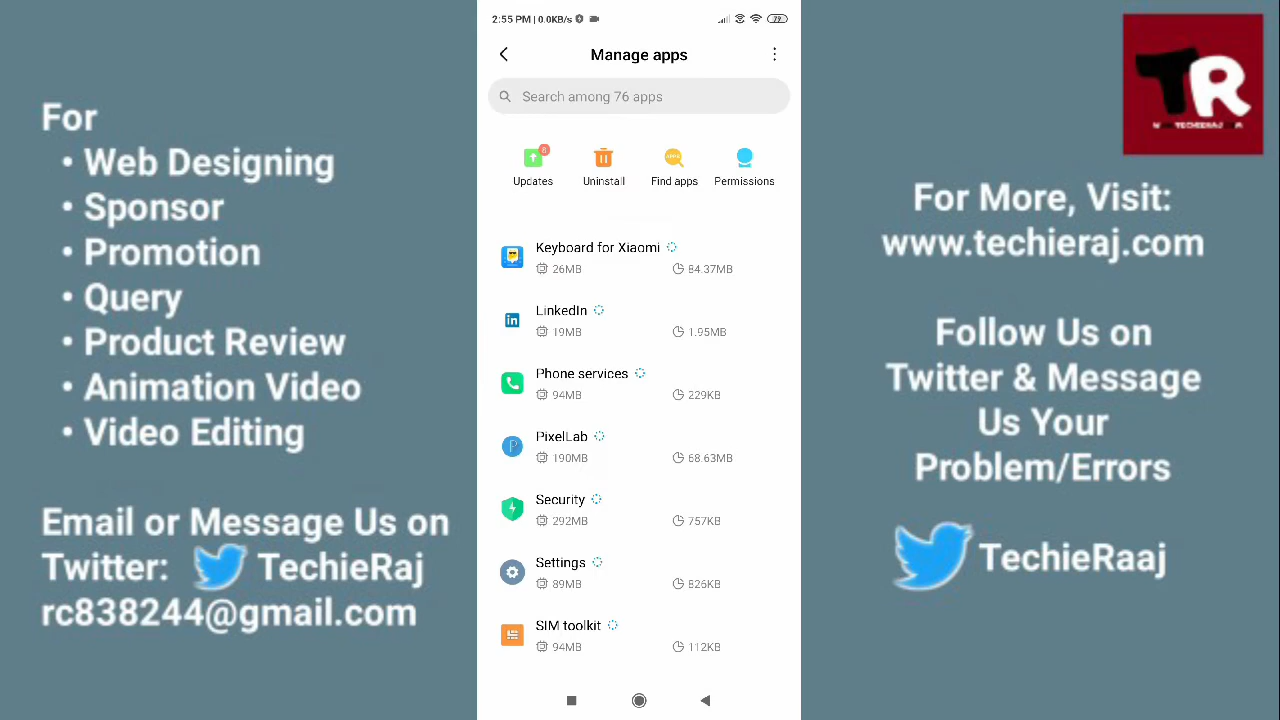 For
• Web Designing
• Sponsor
• Promotion
• Query
• Product Review
• Animation Video
• Video Editing
Email or Message Us on
Twitter: TechieRaj
rc838244@gmail.com
2:55 PM | 0.0KB/s
79
Manage apps
Search among 76 apps
Updates
Uninstall
APPS
Find apps
Permissions
Keyboard for Xiaomi
26MB 84.37MB
LinkedIn
in
19MB 1.95MB
Phone services
94MB 229KB
PixelLab
P
190MB 68.63MB
Security
292MB 757KB
Settings
89MB 826KB
SIM toolkit
94MB 112KB
TR
For More, Visit:
www.techieraj.com
Follow Us on
Twitter & Message
Us Your
Problem/Errors
TechieRaaj